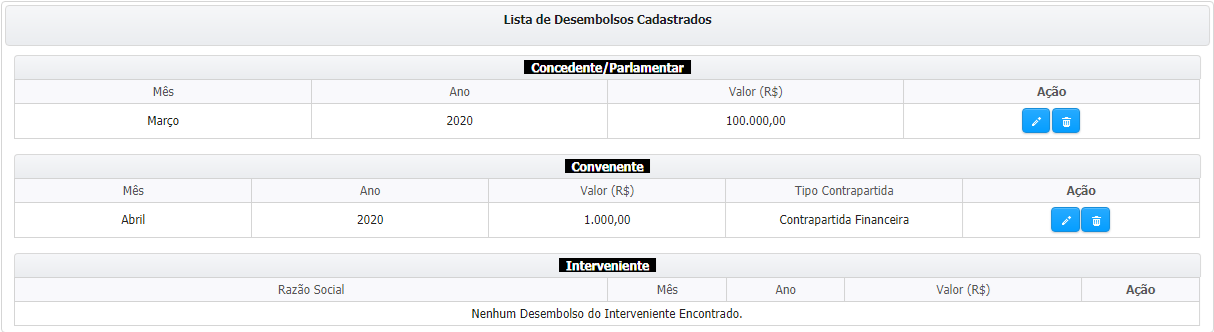 Lista de Desembolsos Cadastrados
Concedente/Parlamentar
Mês Ano Valor (R$) Ação
Março 2020 100.000,00
Convenente
Mês Ano Valor (R$) Tipo Contrapartida Ação
Abril 2020 1.000,00 Contrapartida Financeira
Interveniente
Razão Social Mês Ano Valor (R$) Ação
Nenhum Desembolso do Interveniente Encontrado.